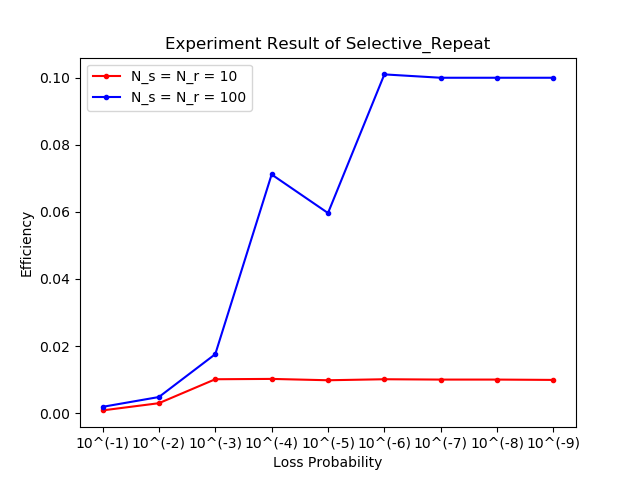 Experiment Result of Selective_Repeat
N_s = N_r = 10
N_s = N_r = 100
0.10
0.08
0.06
0.04
0.02
0.00
Efficiency
10^(-1) 10^(-2) 10^(-3) 10^(-4) 10^(-5) 10^(-6) 10^(-7) 10^(-8) 10^(-9)
Loss Probability